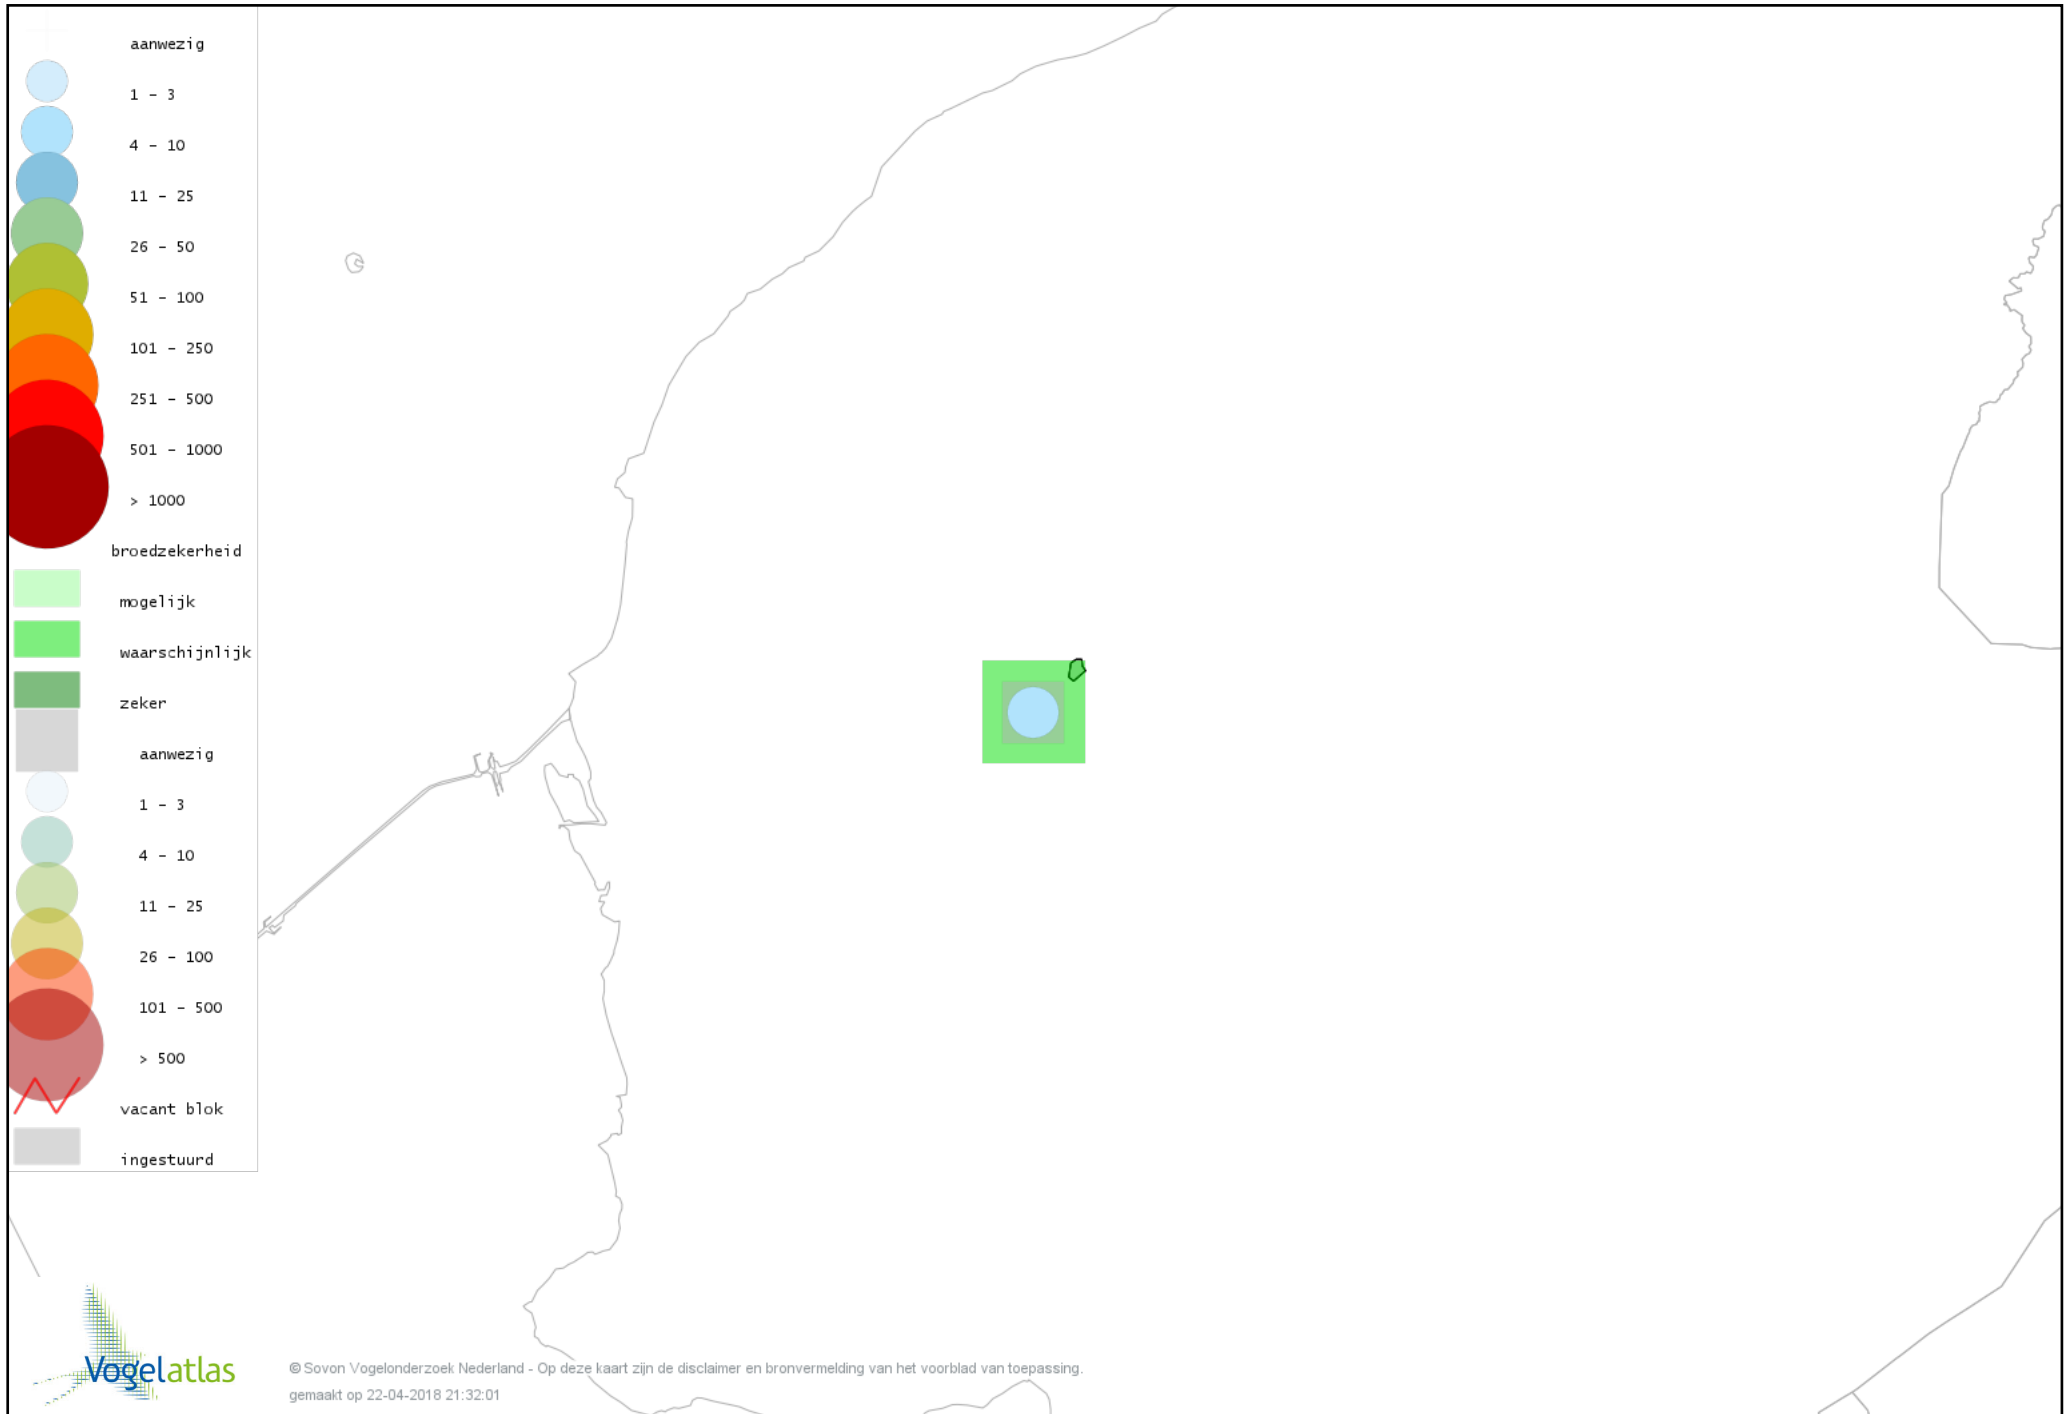 aanwezig
1 - 3
4 - 10
11 - 25
26 - 50
51 - 100
101 - 250
251 - 500
501 - 1000
> 1000
broedzekerheid
mogelijk
waarschijnlijk
zeker
aanwezig
1 - 3
4 - 10
11 - 25
26 - 100
101 - 500
> 500
vacant blok
ingestuurd
Vogelatlas
© Sovon Vogelonderzoek Nederland - Op deze kaart zijn de disclaimer en bronvermelding van het voorblad van toepassing.
gemaakt op 22-04-2018 21:32:01